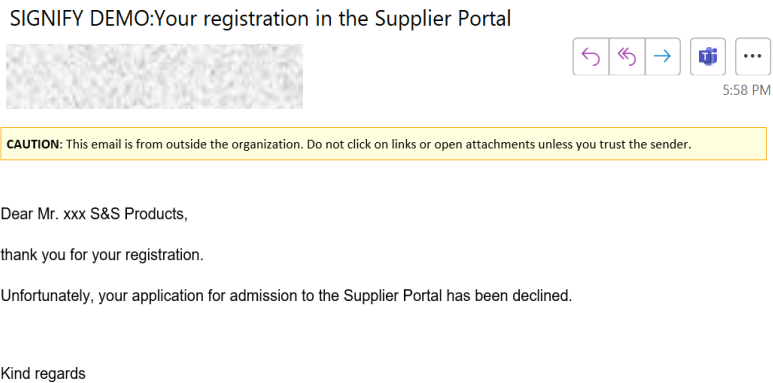 SIGNIFY DEMO:Your registration in the Supplier Portal
5:58 PM
CAUTION: This email is from outside the organization. Do not click on links or open attachments unless you trust the sender.
Dear Mr. xxx S&S Products,
thank you for your registration.
Unfortunately, your application for admission to the Supplier Portal has been declined.
Kind regards